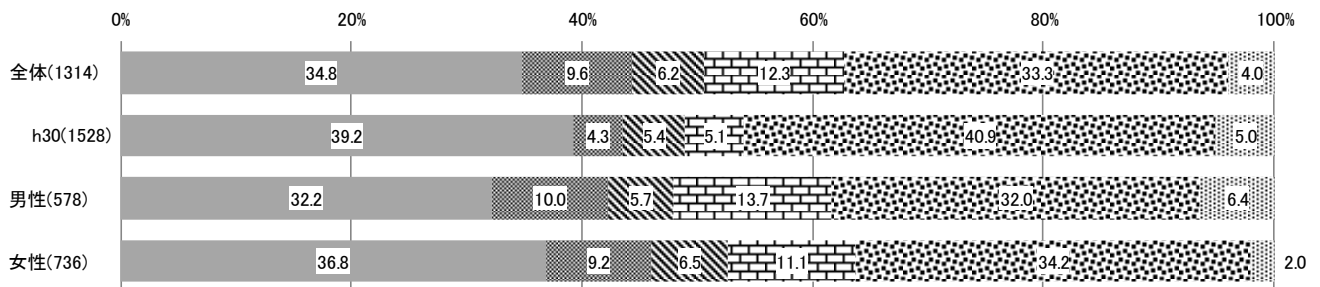 0% 20% 40% 60% 80% 100%
全体(1314) 34.8 9.6 6.2 12.3 33.3 4.0
h30(1528) 39.2 4.3 5.4 5.1 40.9 5.0
男性(578) 32.2 10.0 5.7 13.7 32.0 6.4
女性(736) 36.8 9.2 6.5 11.1 34.2 2.0